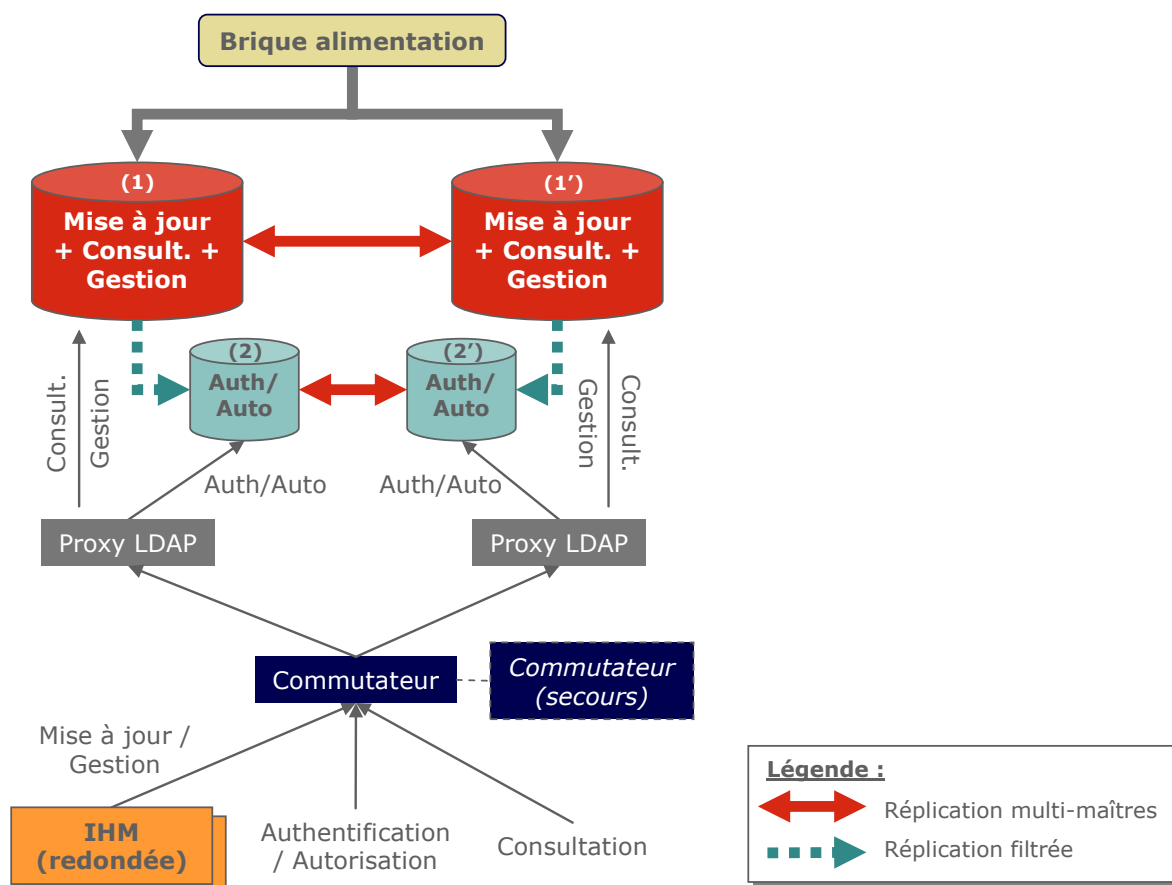 Brique alimentation
(1)
Mise à jour
+ Consult. +
Gestion
(1’)
Mise à jour
+ Consult. +
Gestion
(2)
Auth/
Auto
(2’)
Auth/
Auto
Consult.
Gestion
Gestion
Consult.
Auth/Auto
Auth/Auto
Proxy LDAP
Proxy LDAP
Commutateur
Commutateur
(secours)
Mise à jour /
Gestion
IHM
(redondée)
Authentification
/ Autorisation
Consultation
Légende :
Réplication multi-maîtres
Réplication filtrée